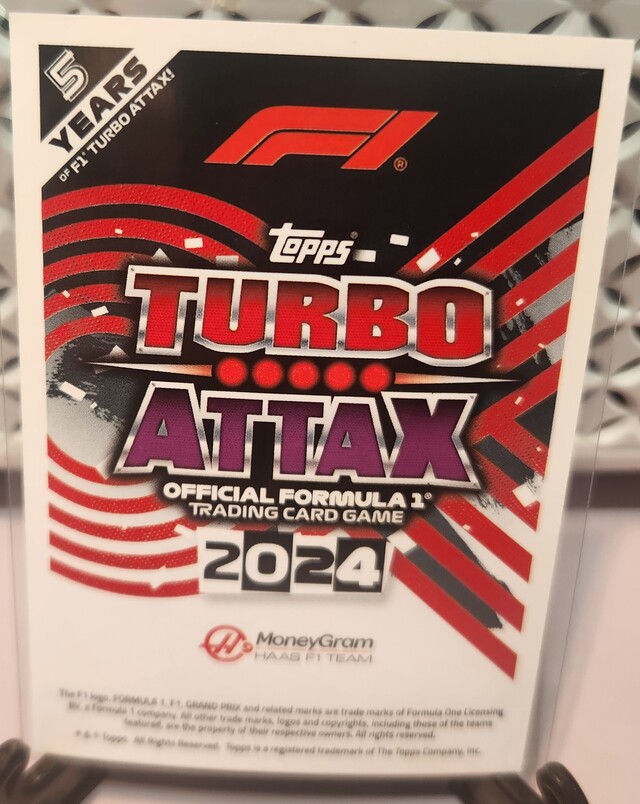 5
YEARS
OF F1® TURBO ATTAX!
F1®
Topps®
TURBO
ATTAX
OFFICIAL FORMULA 1®
TRADING CARD GAME
2024
H MoneyGram
HAAS F1 TEAM
The F1 logo, FORMULA 1, F1, GRAND PRIX and related marks are trade marks of Formula One Licensing
BV, a Formula 1 company. All other trade marks, logos and copyrights, including those of the teams
featured, are the property of their respective owners. All rights reserved.
® & © Topps. All Rights Reserved. Topps is a registered trademark of The Topps Company, Inc.